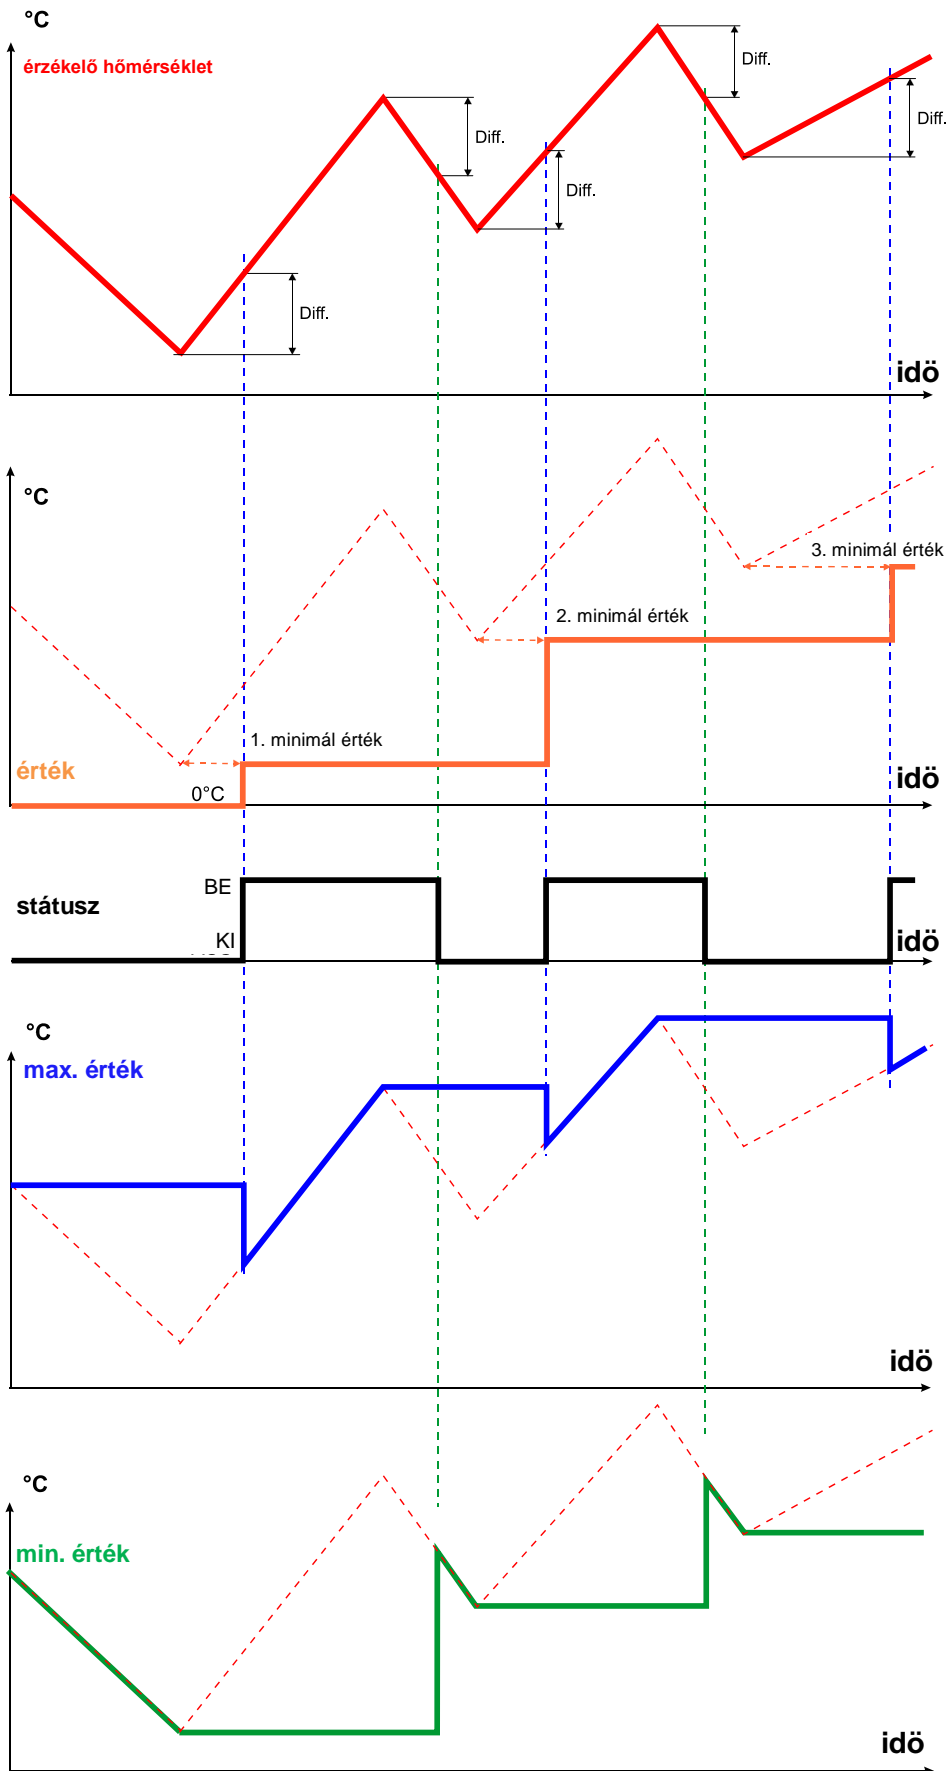 °C
érzékelő hőmérséklet
Diff.
Diff.
Diff.
Diff.
Diff.
idö
°C
3. minimál érték
2. minimál érték
1. minimál érték
érték
0°C
idö
BE
státusz
KI
idö
°C
max. érték
idö
°C
min. érték
idö